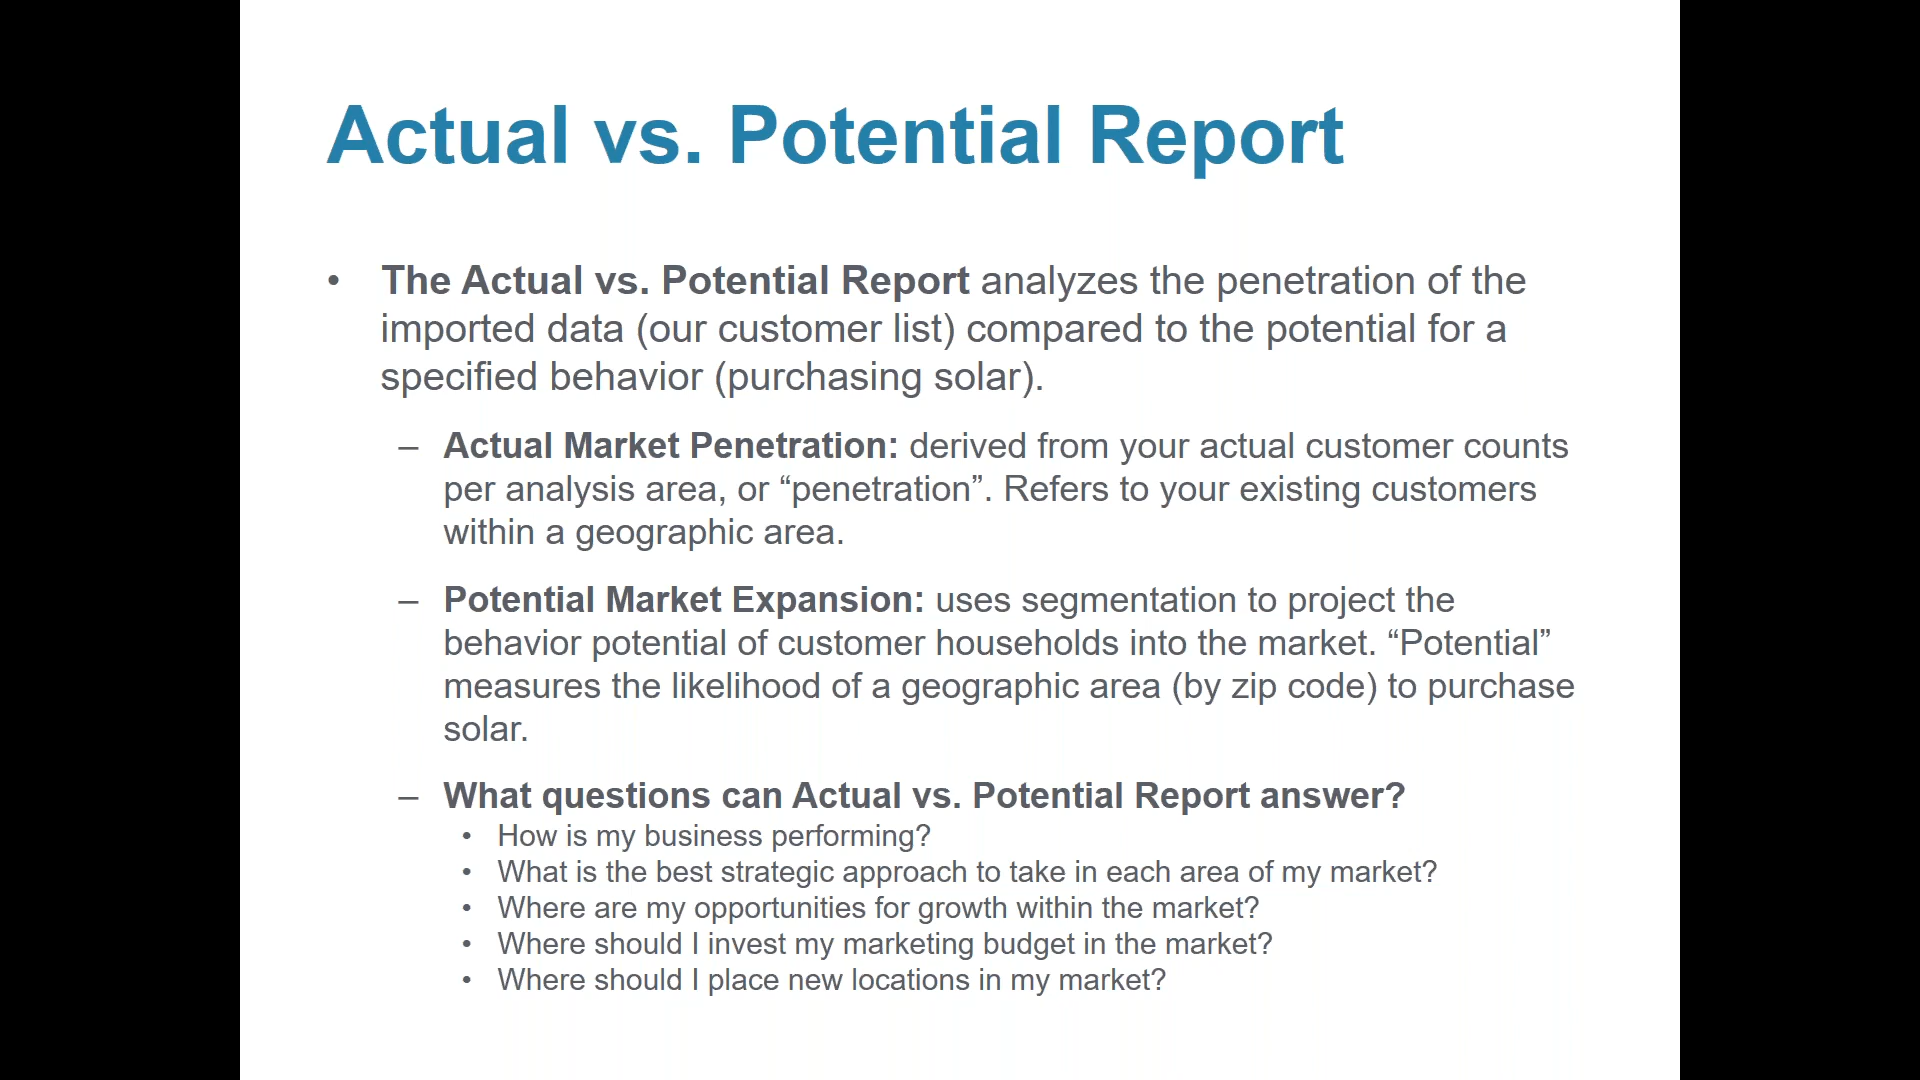 Actual vs. Potential Report
• The Actual vs. Potential Report analyzes the penetration of the
imported data (our customer list) compared to the potential for a
specified behavior (purchasing solar).
– Actual Market Penetration: derived from your actual customer counts
per analysis area, or “penetration”. Refers to your existing customers
within a geographic area.
– Potential Market Expansion: uses segmentation to project the
behavior potential of customer households into the market. “Potential”
measures the likelihood of a geographic area (by zip code) to purchase
solar.
– What questions can Actual vs. Potential Report answer?
• How is my business performing?
• What is the best strategic approach to take in each area of my market?
• Where are my opportunities for growth within the market?
• Where should I invest my marketing budget in the market?
• Where should I place new locations in my market?